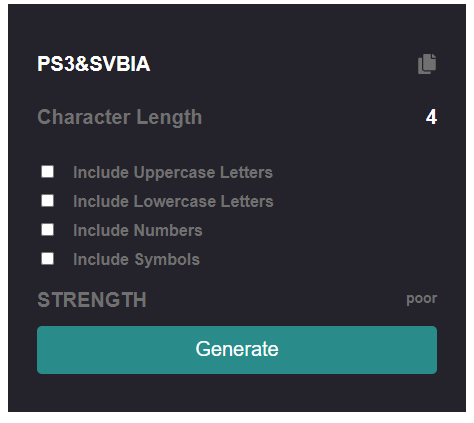 PS3&SVBIA
Character Length 4
Include Uppercase Letters
Include Lowercase Letters
Include Numbers
Include Symbols
STRENGTH poor
Generate